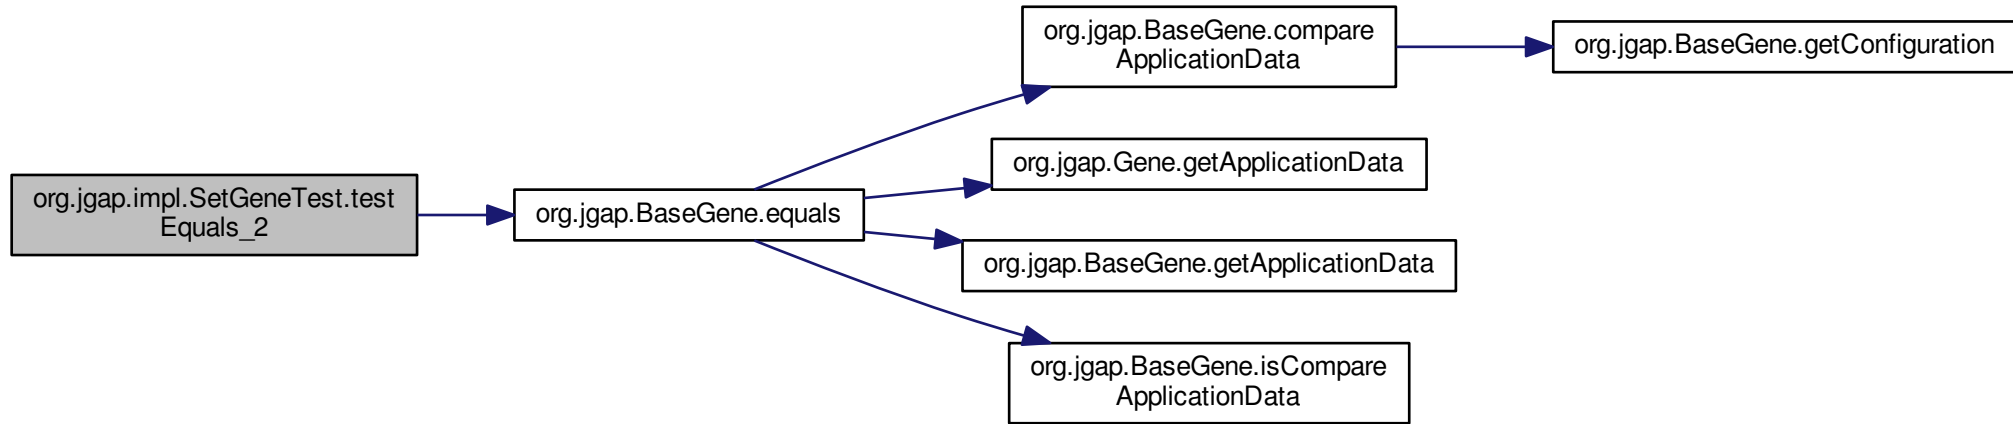 org.jgap.impl.SetGeneTest.test
Equals_2
org.jgap.BaseGene.equals
org.jgap.BaseGene.compare
ApplicationData
org.jgap.BaseGene.getConfiguration
org.jgap.Gene.getApplicationData
org.jgap.BaseGene.getApplicationData
org.jgap.BaseGene.isCompare
ApplicationData